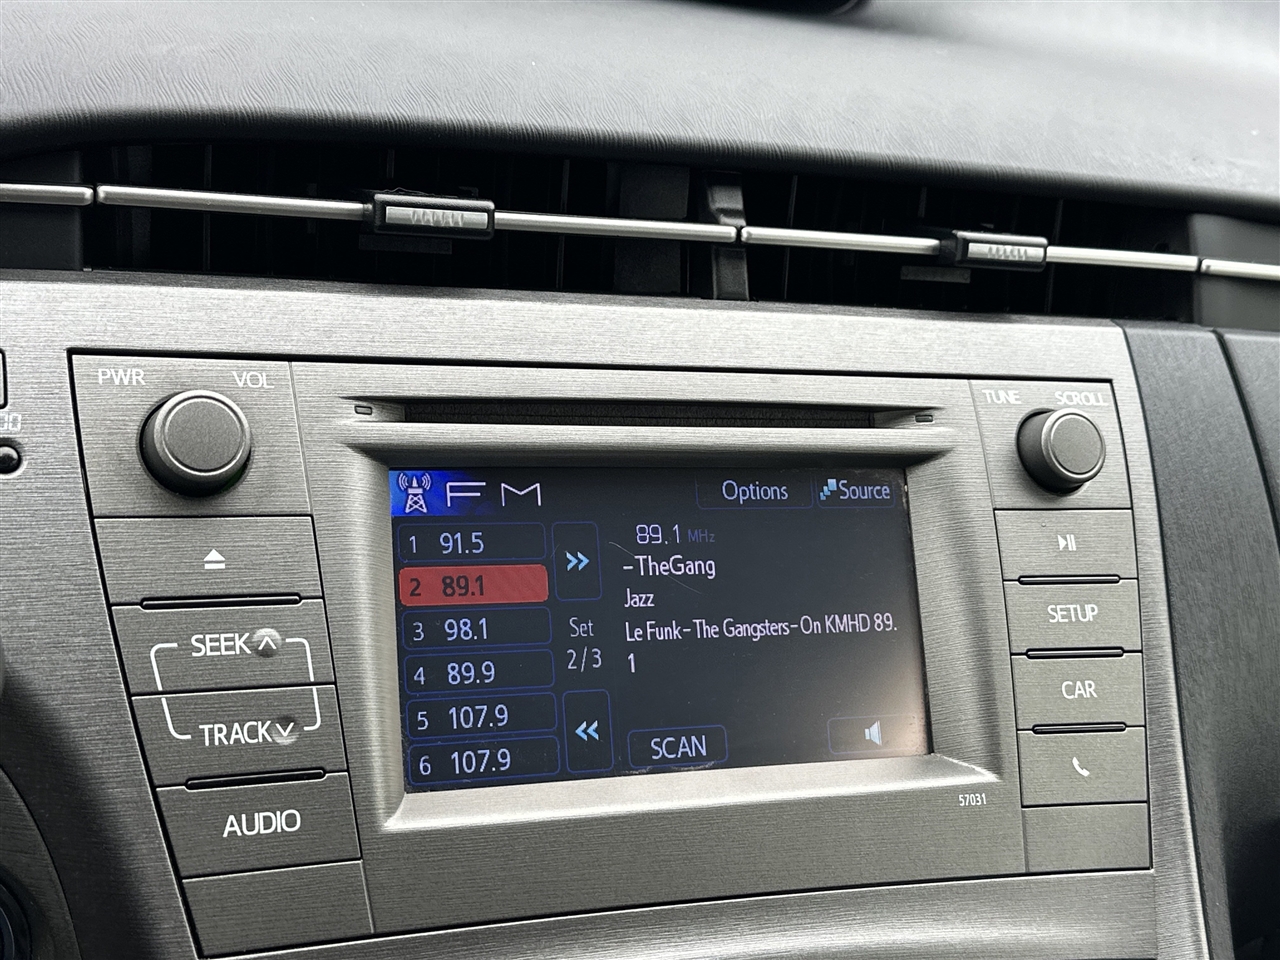 PWR VOL
TUNE SCROLL
00
FM
Options
Source
1 91.5
2 89.1
3 98.1
4 89.9
5 107.9
6 107.9
Set
2/3
89.1 MHz
-TheGang
Jazz
Le Funk-The Gangsters-On KMHD 89.
1
SCAN
SEEK
TRACK
AUDIO
SETUP
CAR
57031